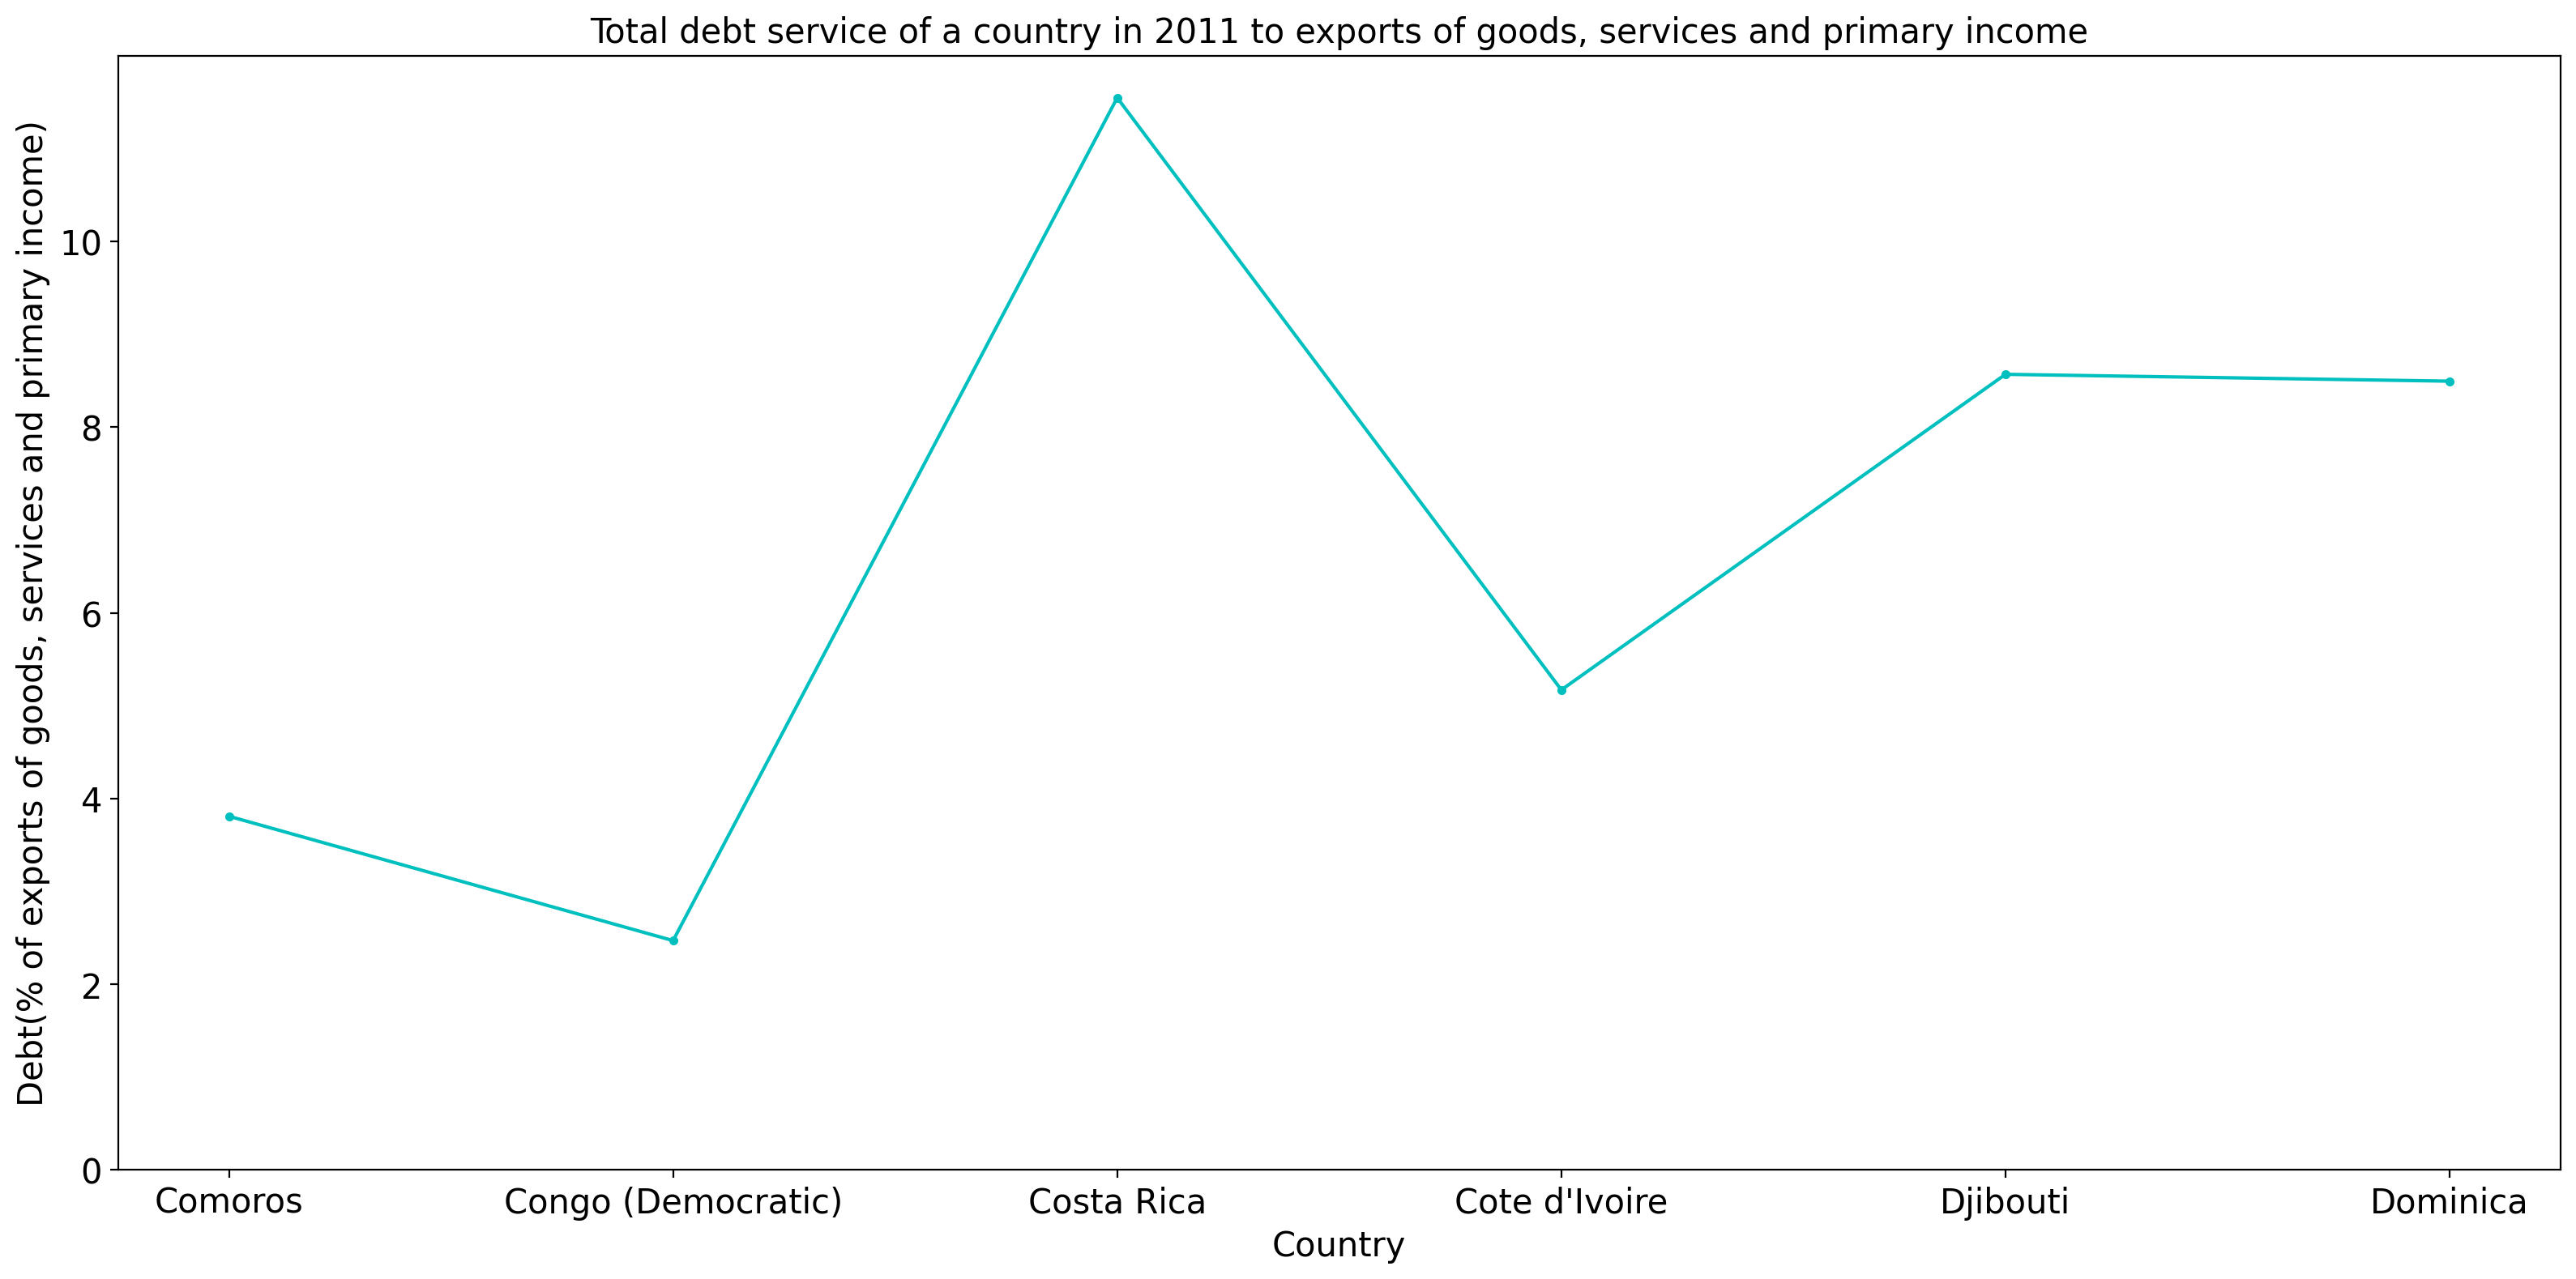 Total debt service of a country in 2011 to exports of goods, services and primary income
Debt(% of exports of goods, services and primary income)
10
8
6
4
2
0
Comoros Congo (Democratic) Costa Rica Cote d'Ivoire Djibouti Dominica
Country